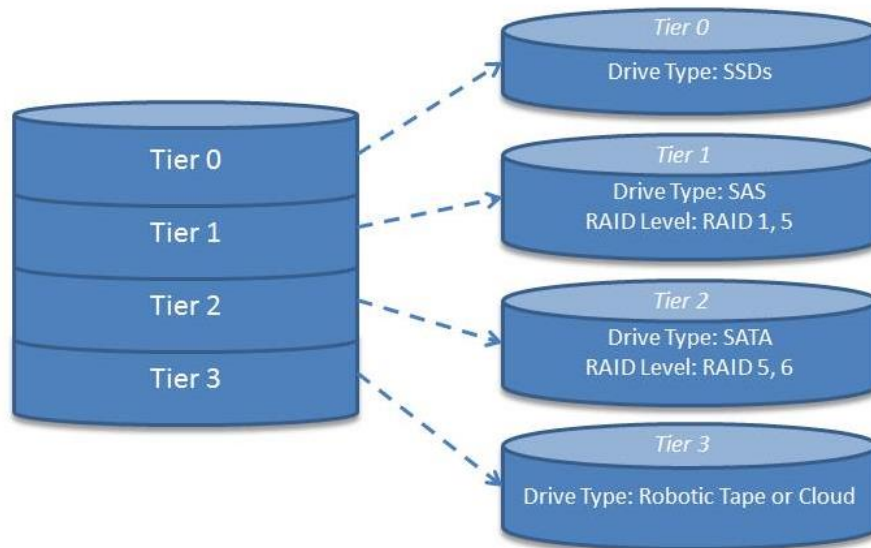 Tier 0
Tier 1
Tier 2
Tier 3
Tier 0
Drive Type: SSDs
Tier 1
Drive Type: SAS
RAID Level: RAID 1, 5
Tier 2
Drive Type: SATA
RAID Level: RAID 5, 6
Tier 3
Drive Type: Robotic Tape or Cloud